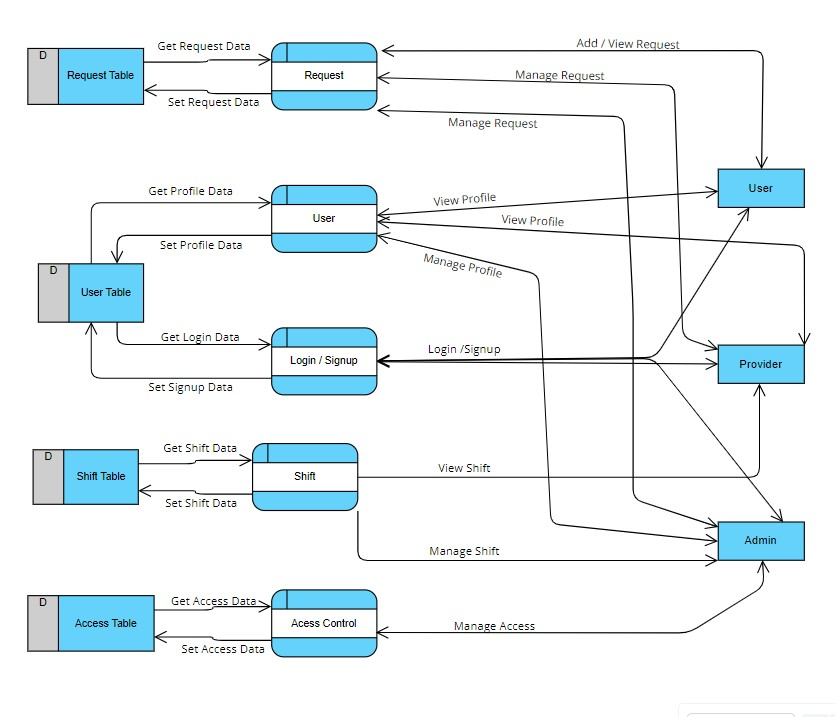 Get Request Data
Add / View Request
D
Request Table
Request
Manage Request
Set Request Data
Manage Request
Get Profile Data
User
View Profile
User
View Profile
Set Profile Data
Manage Profile
D
User Table
Get Login Data
Login /Signup
Login / Signup
Provider
Set Signup Data
Get Shift Data
D
Shift Table
Shift
View Shift
Set Shift Data
Admin
Manage Shift
D
Get Access Data
Access Table
Acess Control
Manage Access
Set Access Data